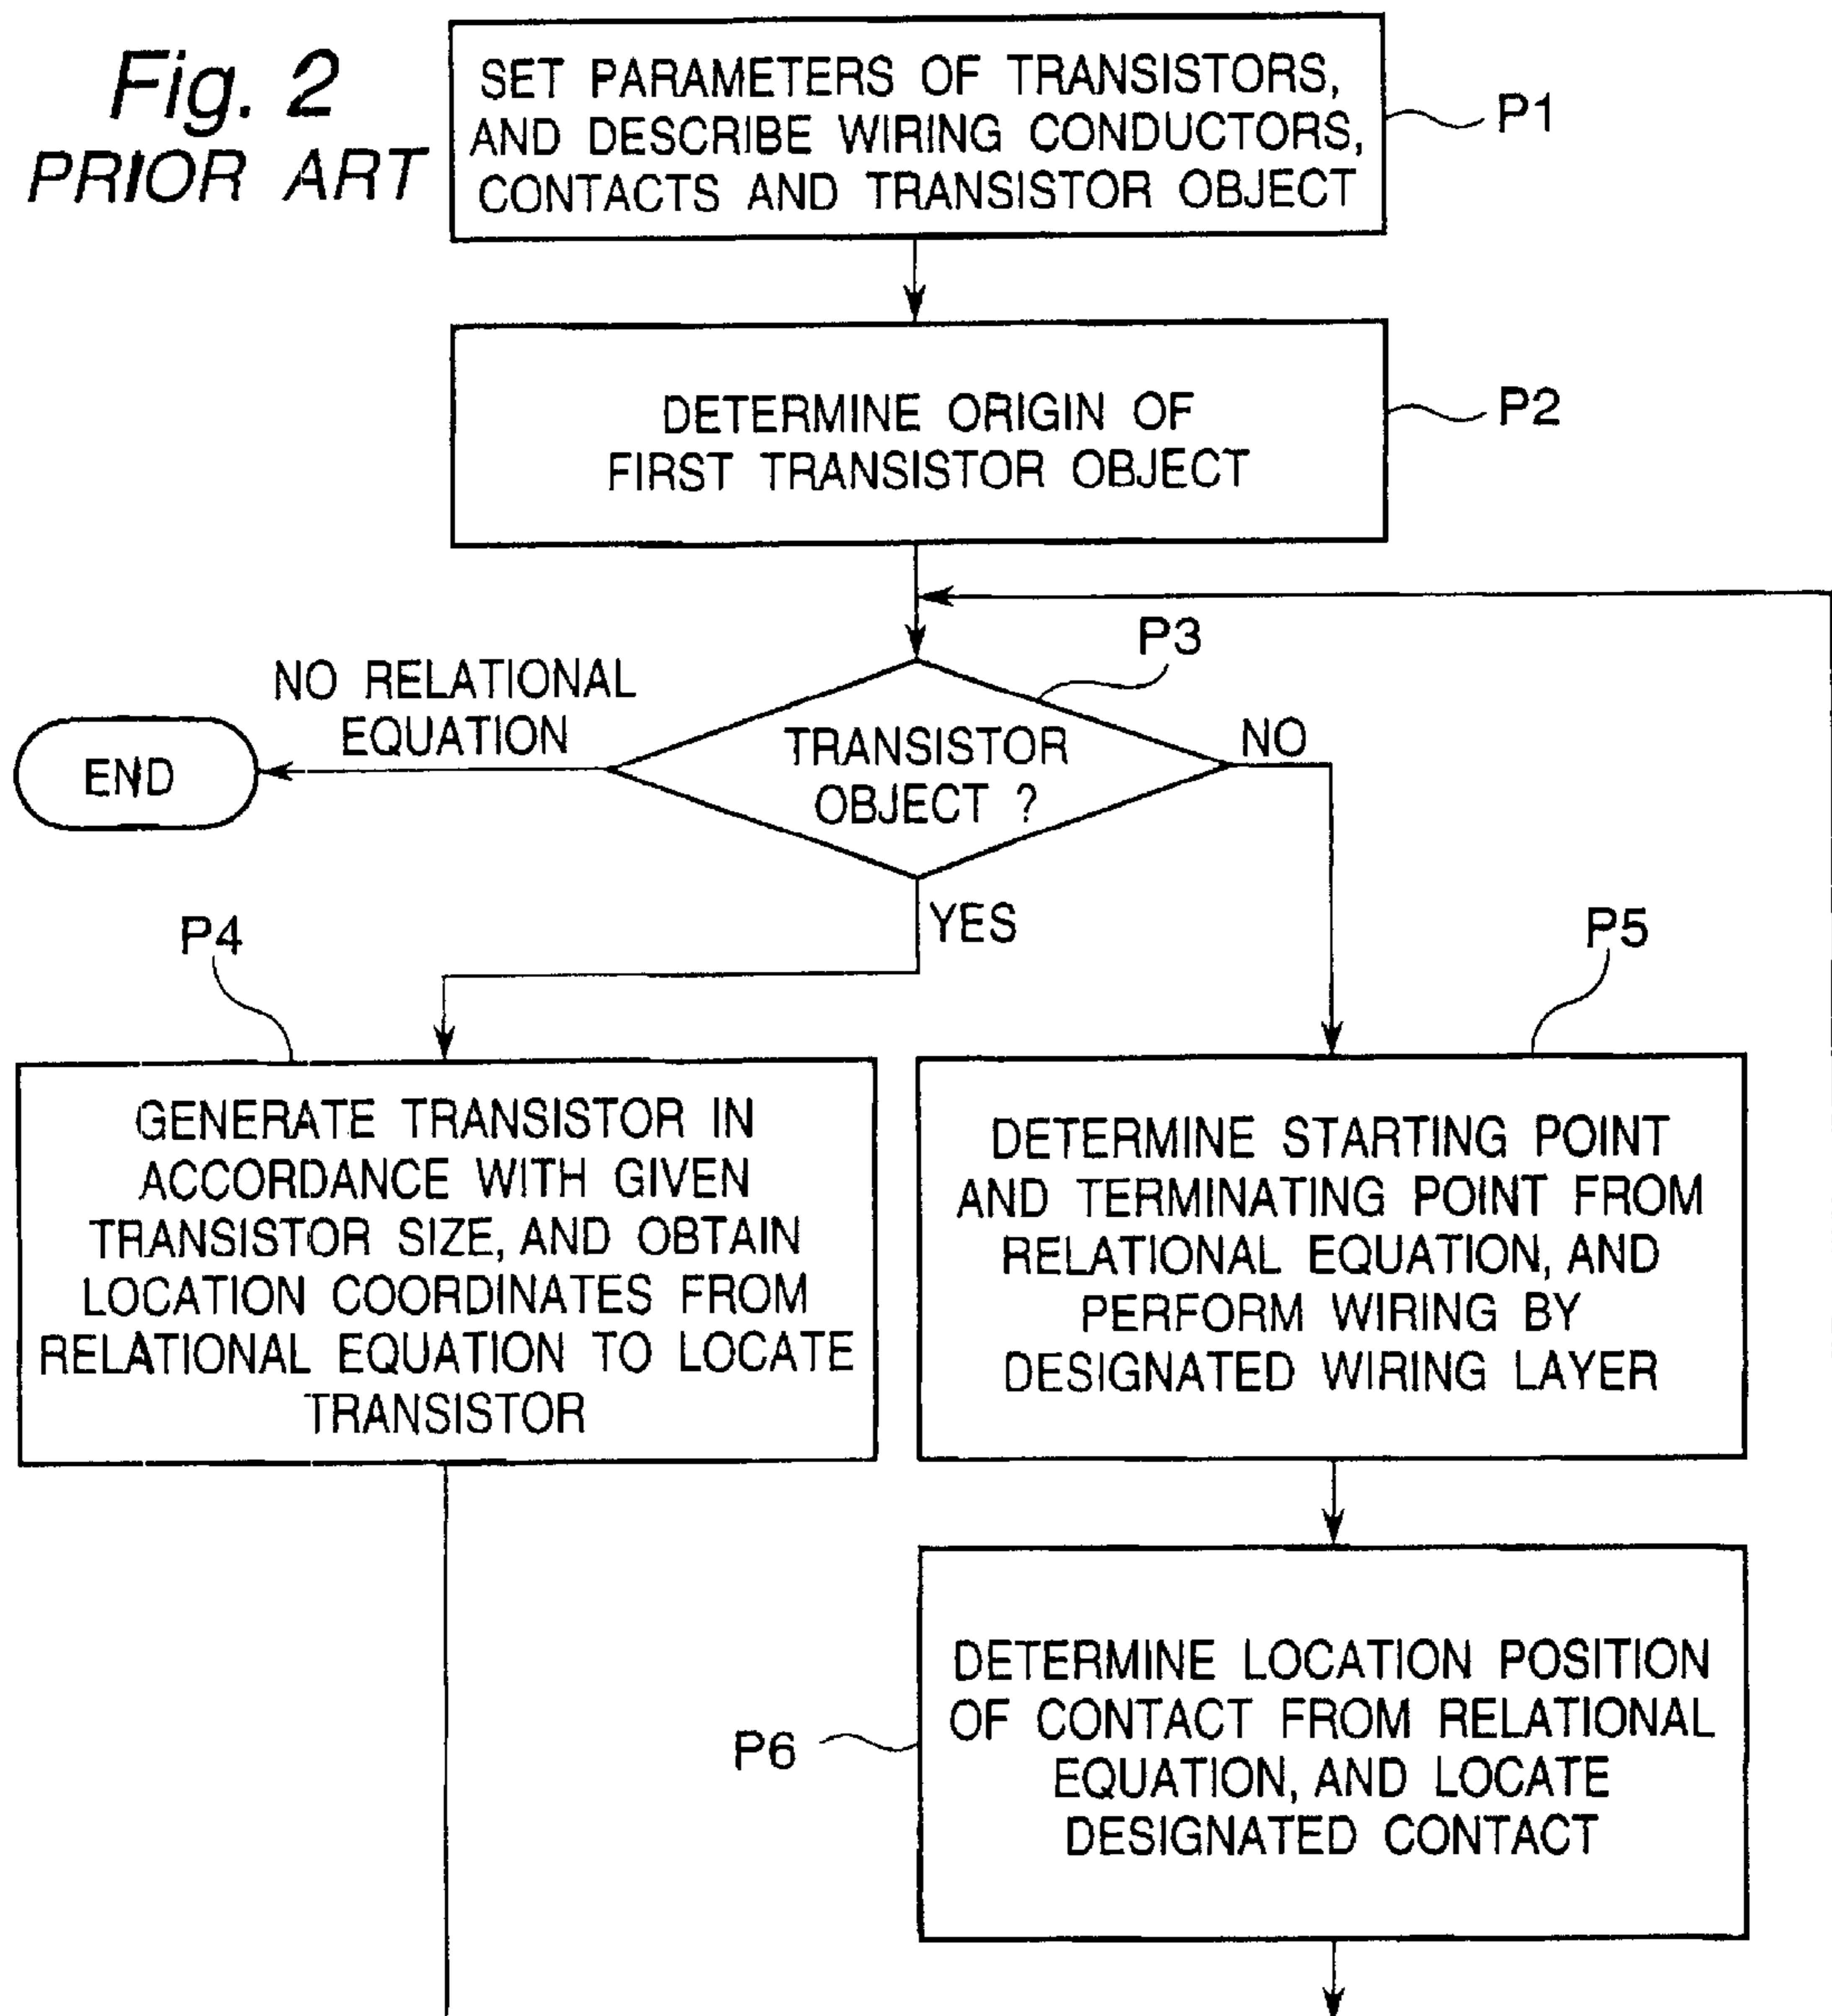 Fig. 2
PRIOR ART
SET PARAMETERS OF TRANSISTORS,
AND DESCRIBE WIRING CONDUCTORS,
CONTACTS AND TRANSISTOR OBJECT
P1
DETERMINE ORIGIN OF
FIRST TRANSISTOR OBJECT
P2
P3
NO RELATIONAL
EQUATION
END
TRANSISTOR
OBJECT ?
NO
YES
P4
P5
GENERATE TRANSISTOR IN
ACCORDANCE WITH GIVEN
TRANSISTOR SIZE, AND OBTAIN
LOCATION COORDINATES FROM
RELATIONAL EQUATION TO LOCATE
TRANSISTOR
DETERMINE STARTING POINT
AND TERMINATING POINT FROM
RELATIONAL EQUATION, AND
PERFORM WIRING BY
DESIGNATED WIRING LAYER
P6
DETERMINE LOCATION POSITION
OF CONTACT FROM RELATIONAL
EQUATION, AND LOCATE
DESIGNATED CONTACT